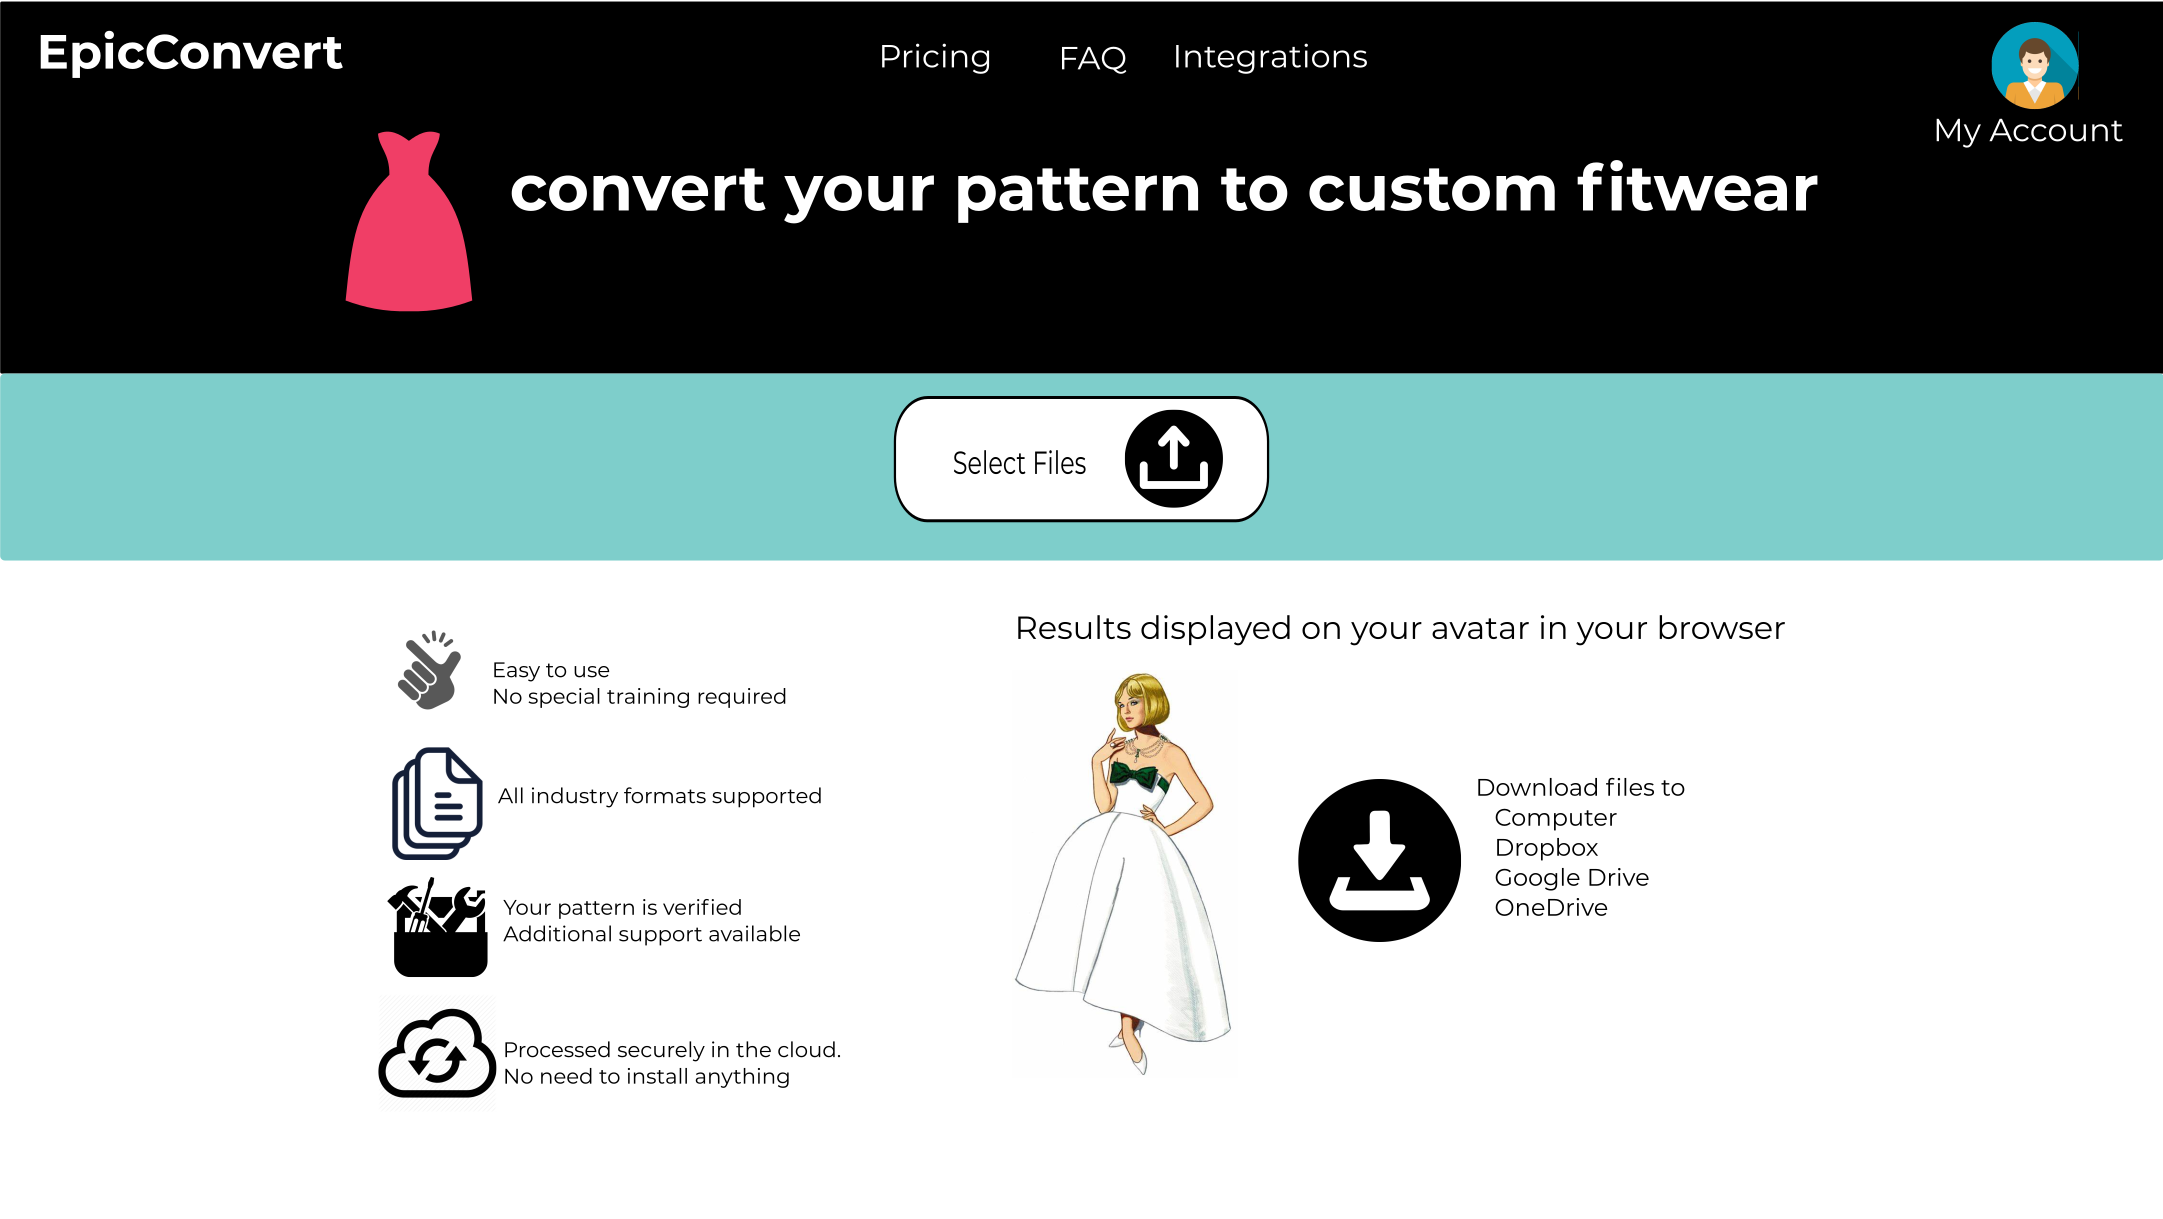 EpicConvert
Pricing
FAQ
Integrations
My Account
convert your pattern to custom fitwear
Select Files
Easy to use
No special training required
All industry formats supported
Your pattern is verified
Additional support available
Processed securely in the cloud.
No need to install anything
Results displayed on your avatar in your browser
Download files to
Computer
Dropbox
Google Drive
OneDrive